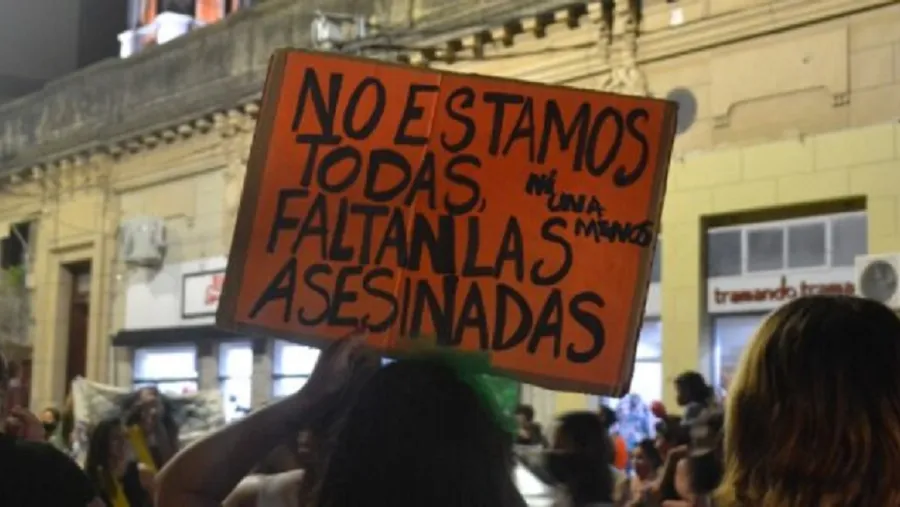 NO ESTAMOS
TODAS,
FALTAN LAS
ASESINADAS
NI
UNA
MENOS
tramando trama